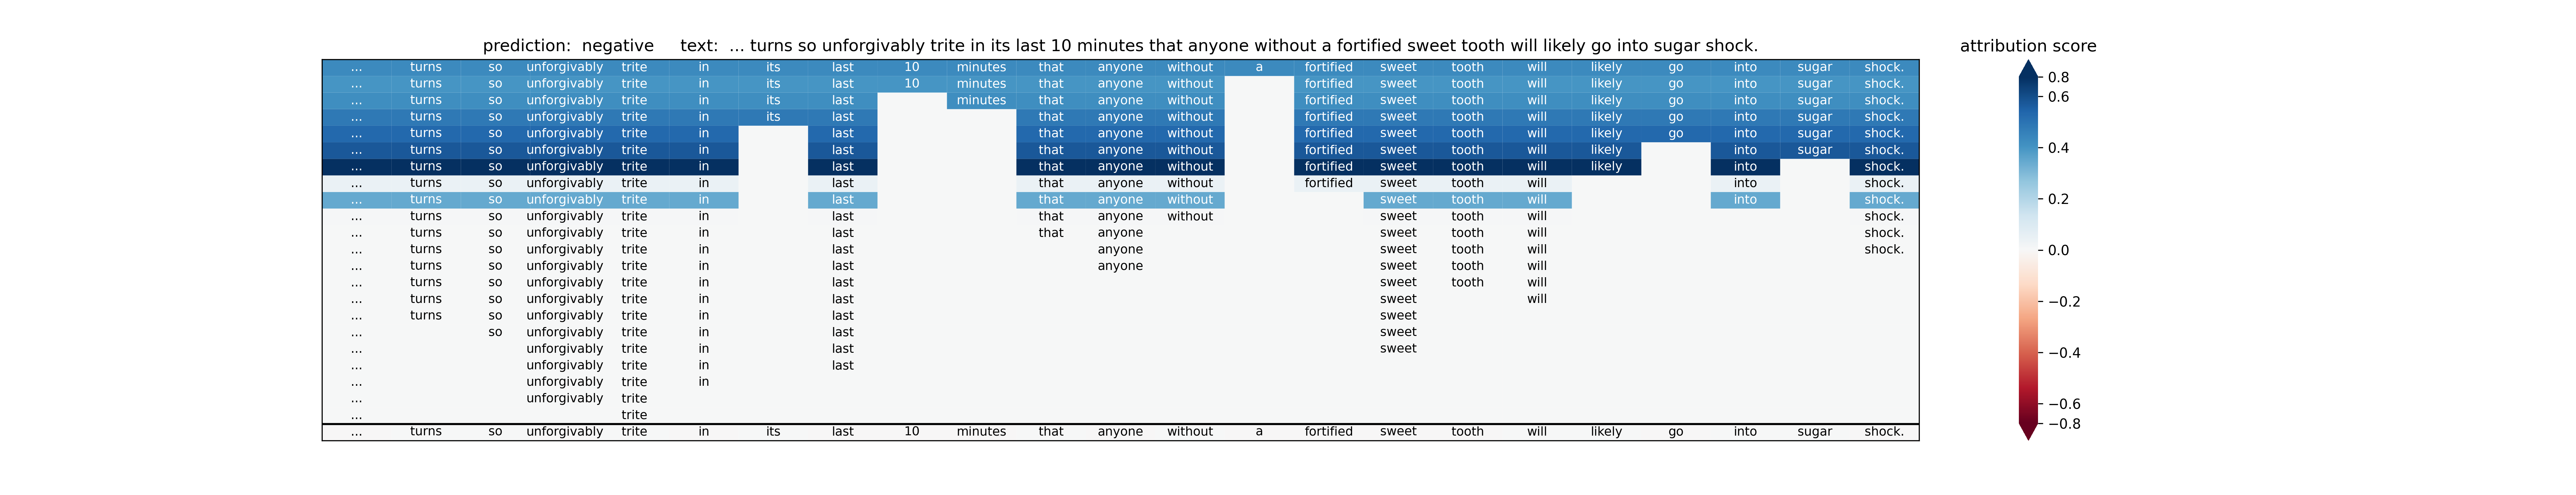 prediction: negative text: ... turns so unforgivably trite in its last 10 minutes that anyone without a fortified sweet tooth will likely go into sugar shock.
attribution score
... turns so unforgivably trite in its last 10 minutes that anyone without a fortified sweet tooth will likely go into sugar shock.
... turns so unforgivably trite in its last 10 minutes that anyone without fortified sweet tooth will likely go into sugar shock.
... turns so unforgivably trite in its last minutes that anyone without fortified sweet tooth will likely go into sugar shock.
... turns so unforgivably trite in its last that anyone without fortified sweet tooth will likely go into sugar shock.
... turns so unforgivably trite in last that anyone without fortified sweet tooth will likely go into sugar shock.
... turns so unforgivably trite in last that anyone without fortified sweet tooth will likely into sugar shock.
... turns so unforgivably trite in last that anyone without fortified sweet tooth will likely into shock.
... turns so unforgivably trite in last that anyone without fortified sweet tooth will into shock.
... turns so unforgivably trite in last that anyone without sweet tooth will into shock.
... turns so unforgivably trite in last that anyone without sweet tooth will shock.
... turns so unforgivably trite in last that anyone sweet tooth will shock.
... turns so unforgivably trite in last anyone sweet tooth will shock.
... turns so unforgivably trite in last anyone sweet tooth will
... turns so unforgivably trite in last sweet tooth will
... turns so unforgivably trite in last sweet will
... turns so unforgivably trite in last sweet
... so unforgivably trite in last sweet
... unforgivably trite in last sweet
... unforgivably trite in last
... unforgivably trite in
... unforgivably trite
... trite
... turns so unforgivably trite in its last 10 minutes that anyone without a fortified sweet tooth will likely go into sugar shock.
0.8
0.6
0.4
0.2
0.0
−0.2
−0.4
−0.6
−0.8